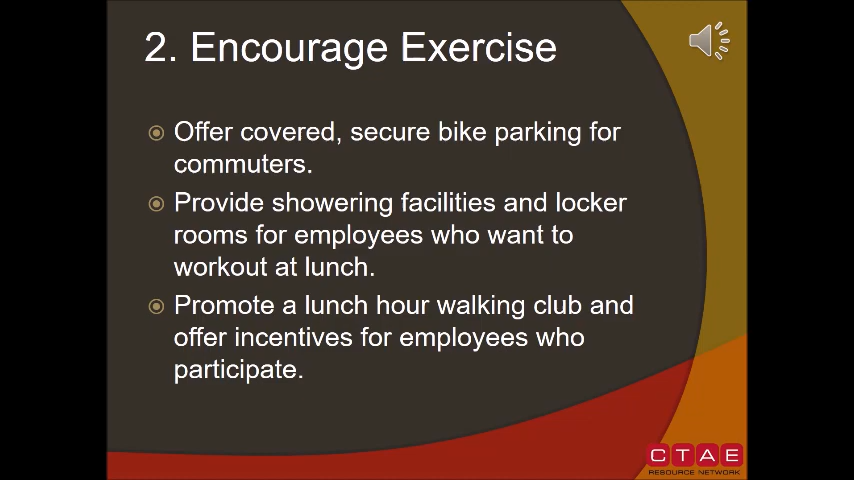 2. Encourage Exercise
Offer covered, secure bike parking for
commuters.
Provide showering facilities and locker
rooms for employees who want to
workout at lunch.
Promote a lunch hour walking club and
offer incentives for employees who
participate.
CTAE
RESOURCE NETWORK